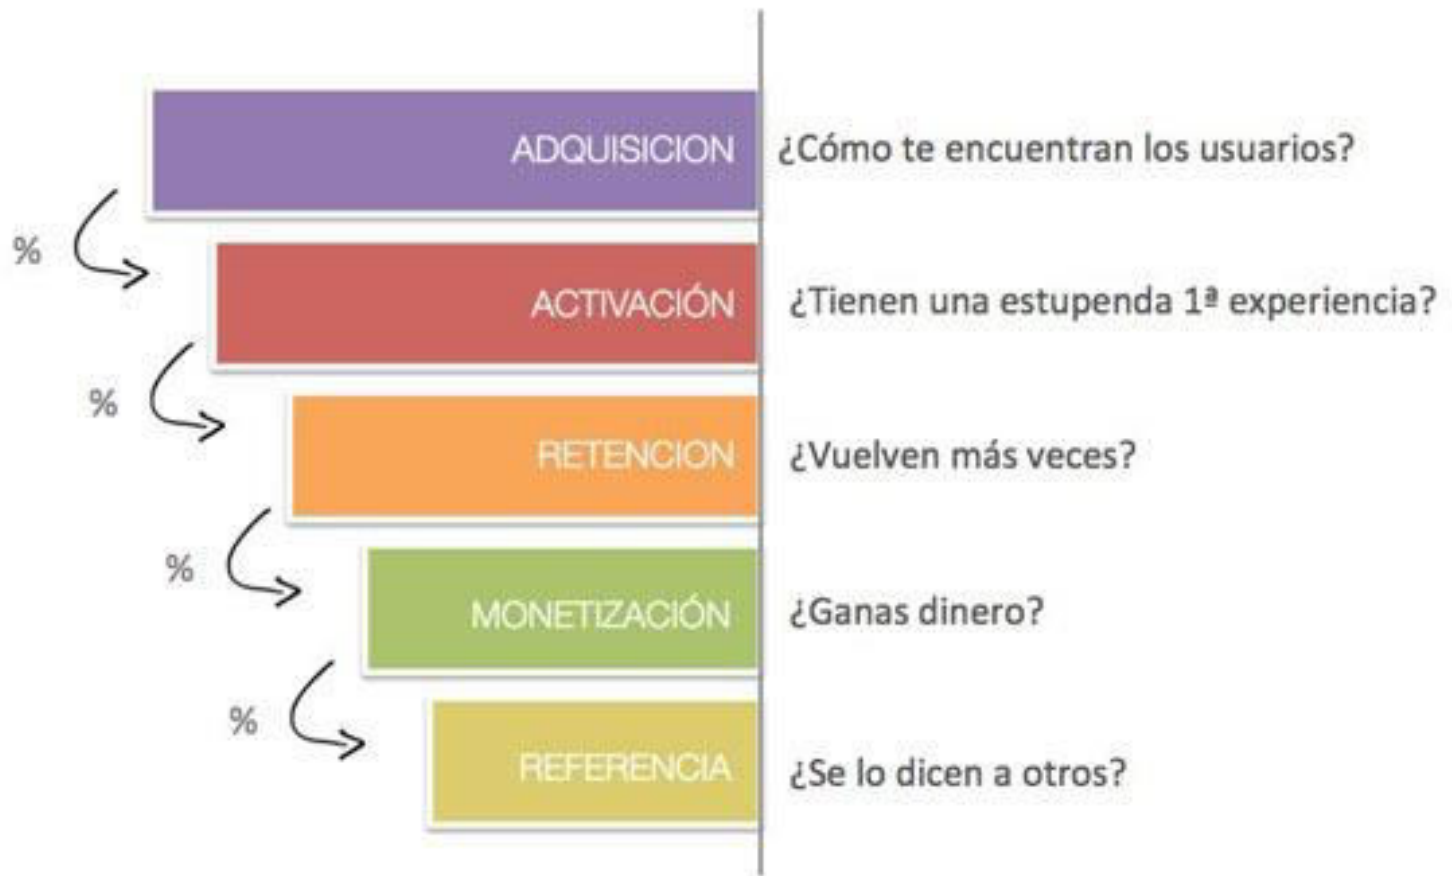 ADQUISICION ¿Cómo te encuentran los usuarios?
%
ACTIVACIÓN ¿Tienen una estupenda 1ª experiencia?
%
RETENCION ¿Vuelven más veces?
%
MONETIZACIÓN ¿Ganas dinero?
%
REFERENCIA ¿Se lo dicen a otros?